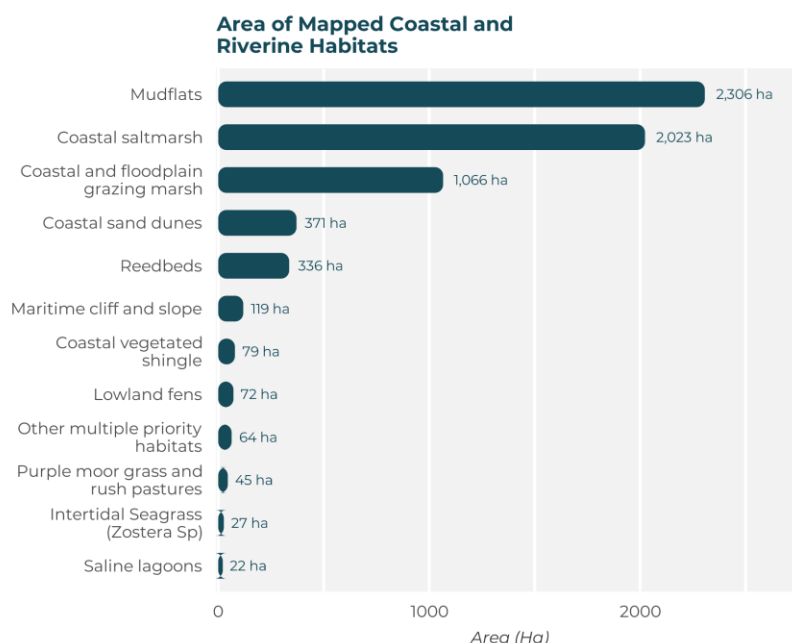 Area of Mapped Coastal and
Riverine Habitats
Mudflats
2,306 ha
Coastal saltmarsh
2,023 ha
Coastal and floodplain
grazing marsh
1,066 ha
Coastal sand dunes
371 ha
Reedbeds
336 ha
Maritime cliff and slope
119 ha
Coastal vegetated
shingle
79 ha
Lowland fens
72 ha
Other multiple priority
habitats
64 ha
Purple moor grass and
rush pastures
45 ha
Intertidal Seagrass
(Zostera Sp)
27 ha
Saline lagoons
22 ha
0 1000 2000
Area (Ha)